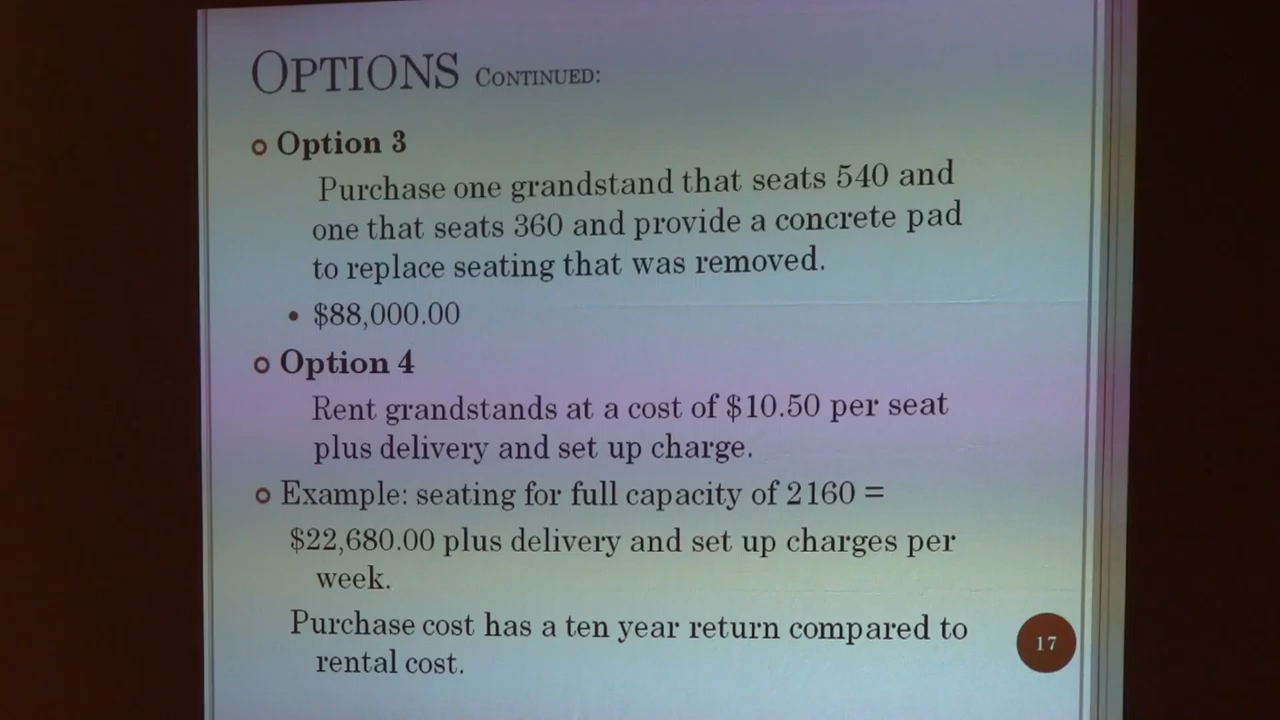 OPTIONS CONTINUED:
Option 3
Purchase one grandstand that seats 540 and
one that seats 360 and provide a concrete pad
to replace seating that was removed.
• $88,000.00
Option 4
Rent grandstands at a cost of $10.50 per seat
plus delivery and set up charge.
Example: seating for full capacity of 2160 =
$22,680.00 plus delivery and set up charges per
week.
Purchase cost has a ten year return compared to
rental cost.
17